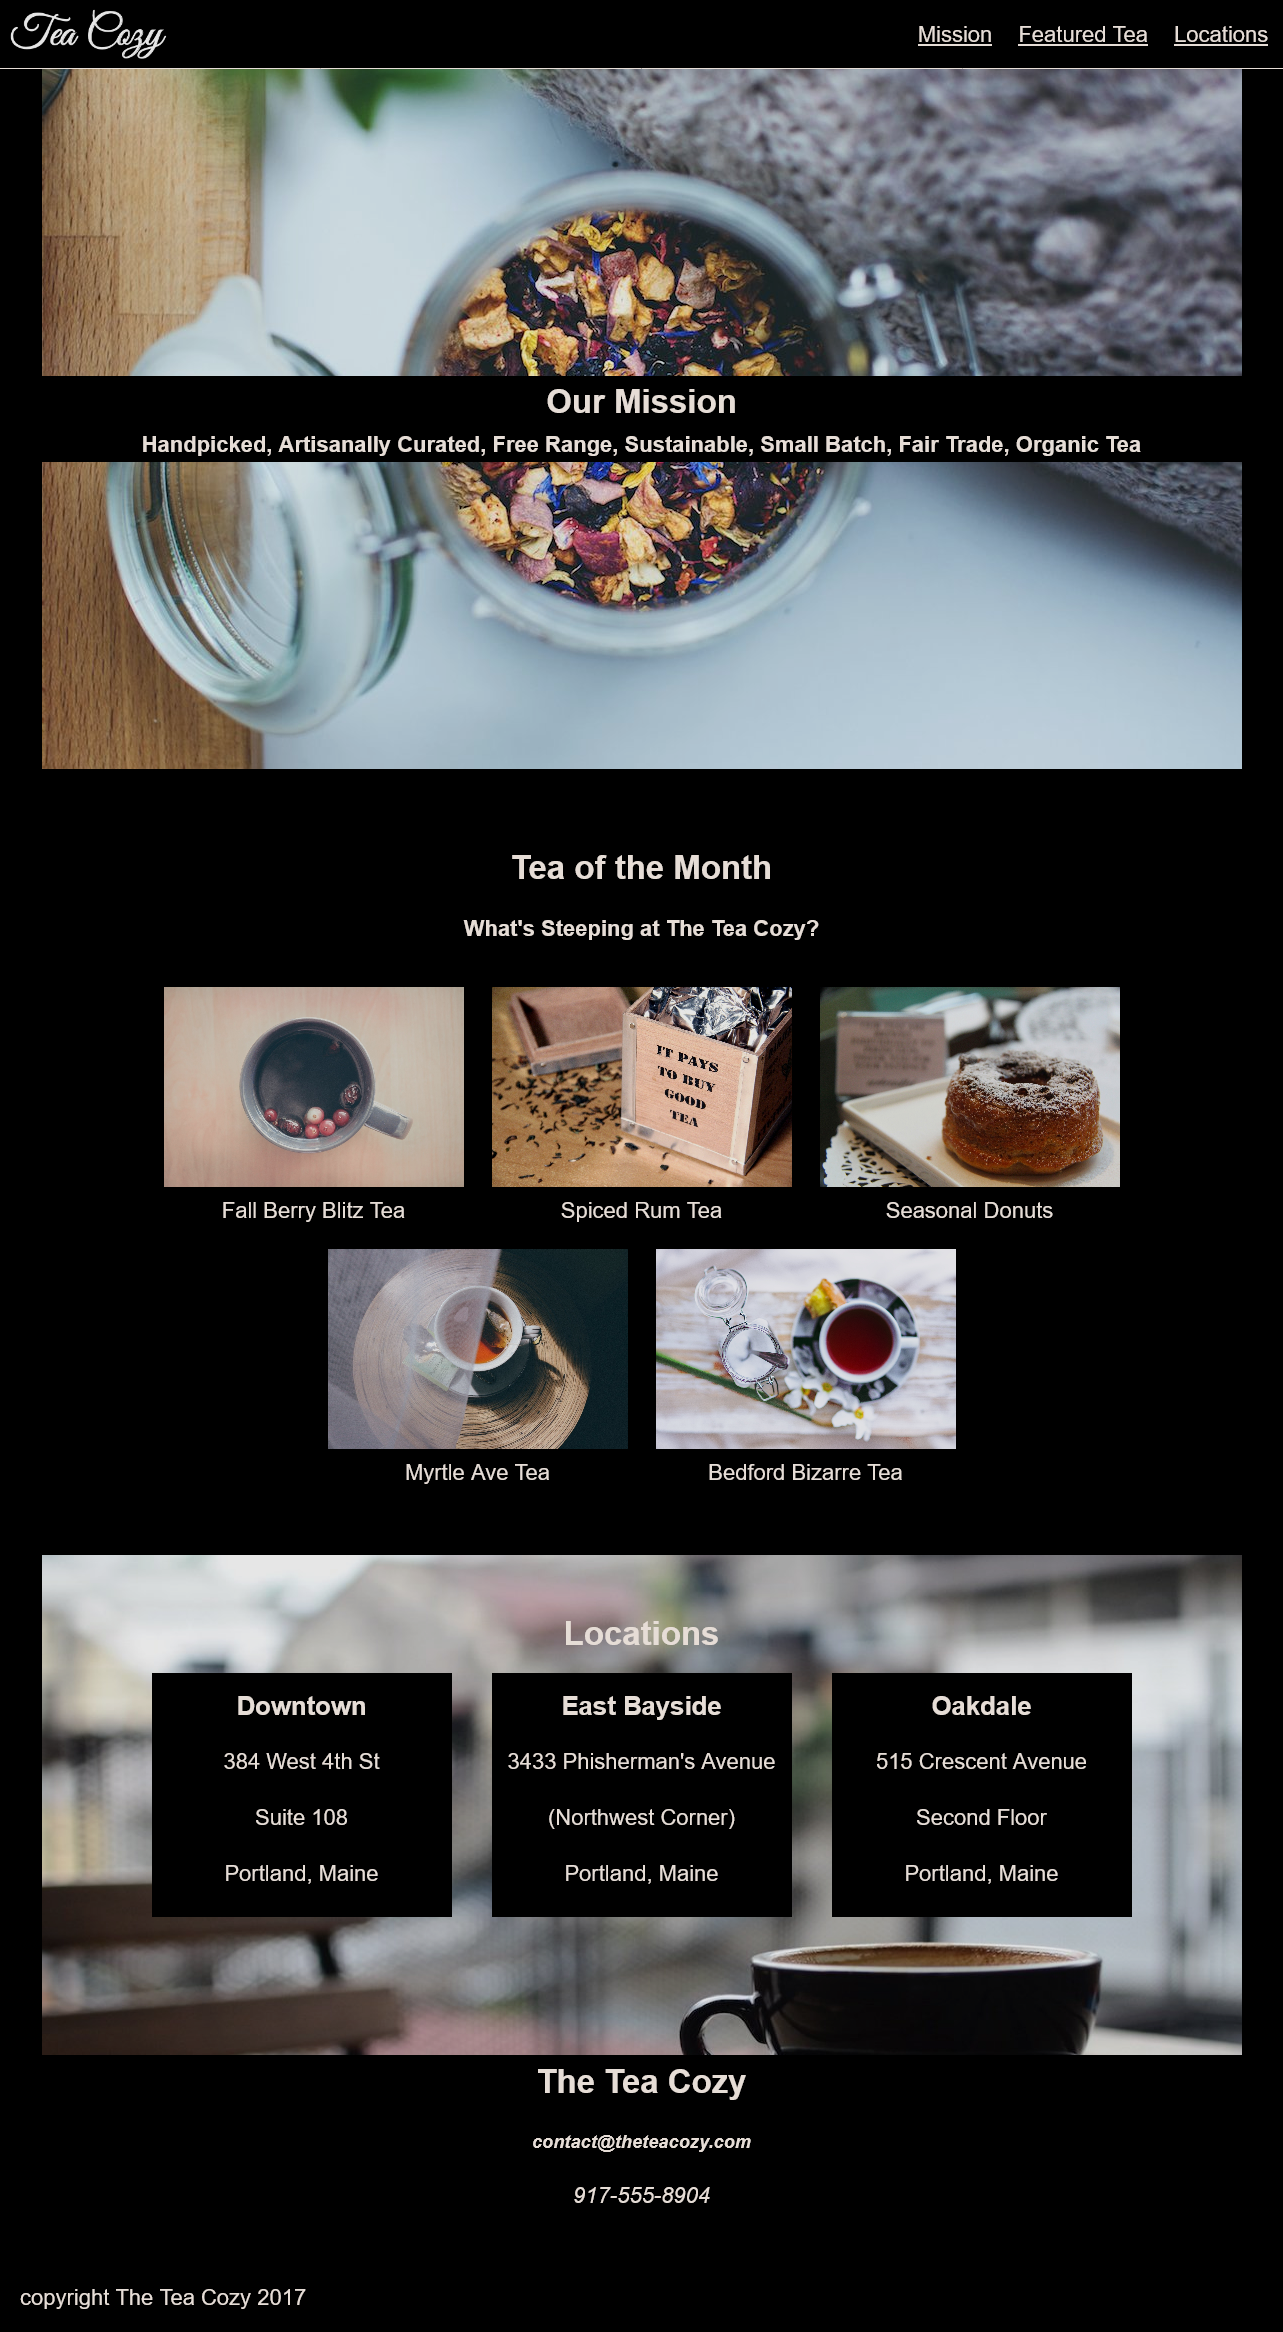 Tea Cozy
Mission Featured Tea Locations
Our Mission
Handpicked, Artisanally Curated, Free Range, Sustainable, Small Batch, Fair Trade, Organic Tea
Tea of the Month
What's Steeping at The Tea Cozy?
IT PAYS
TO BUY
GOOD
TEA
Fall Berry Blitz Tea
Spiced Rum Tea
Seasonal Donuts
Myrtle Ave Tea
Bedford Bizarre Tea
Locations
Downtown
384 West 4th St
Suite 108
Portland, Maine
East Bayside
3433 Phisherman's Avenue
(Northwest Corner)
Portland, Maine
Oakdale
515 Crescent Avenue
Second Floor
Portland, Maine
The Tea Cozy
contact@theteacozy.com
917-555-8904
copyright The Tea Cozy 2017